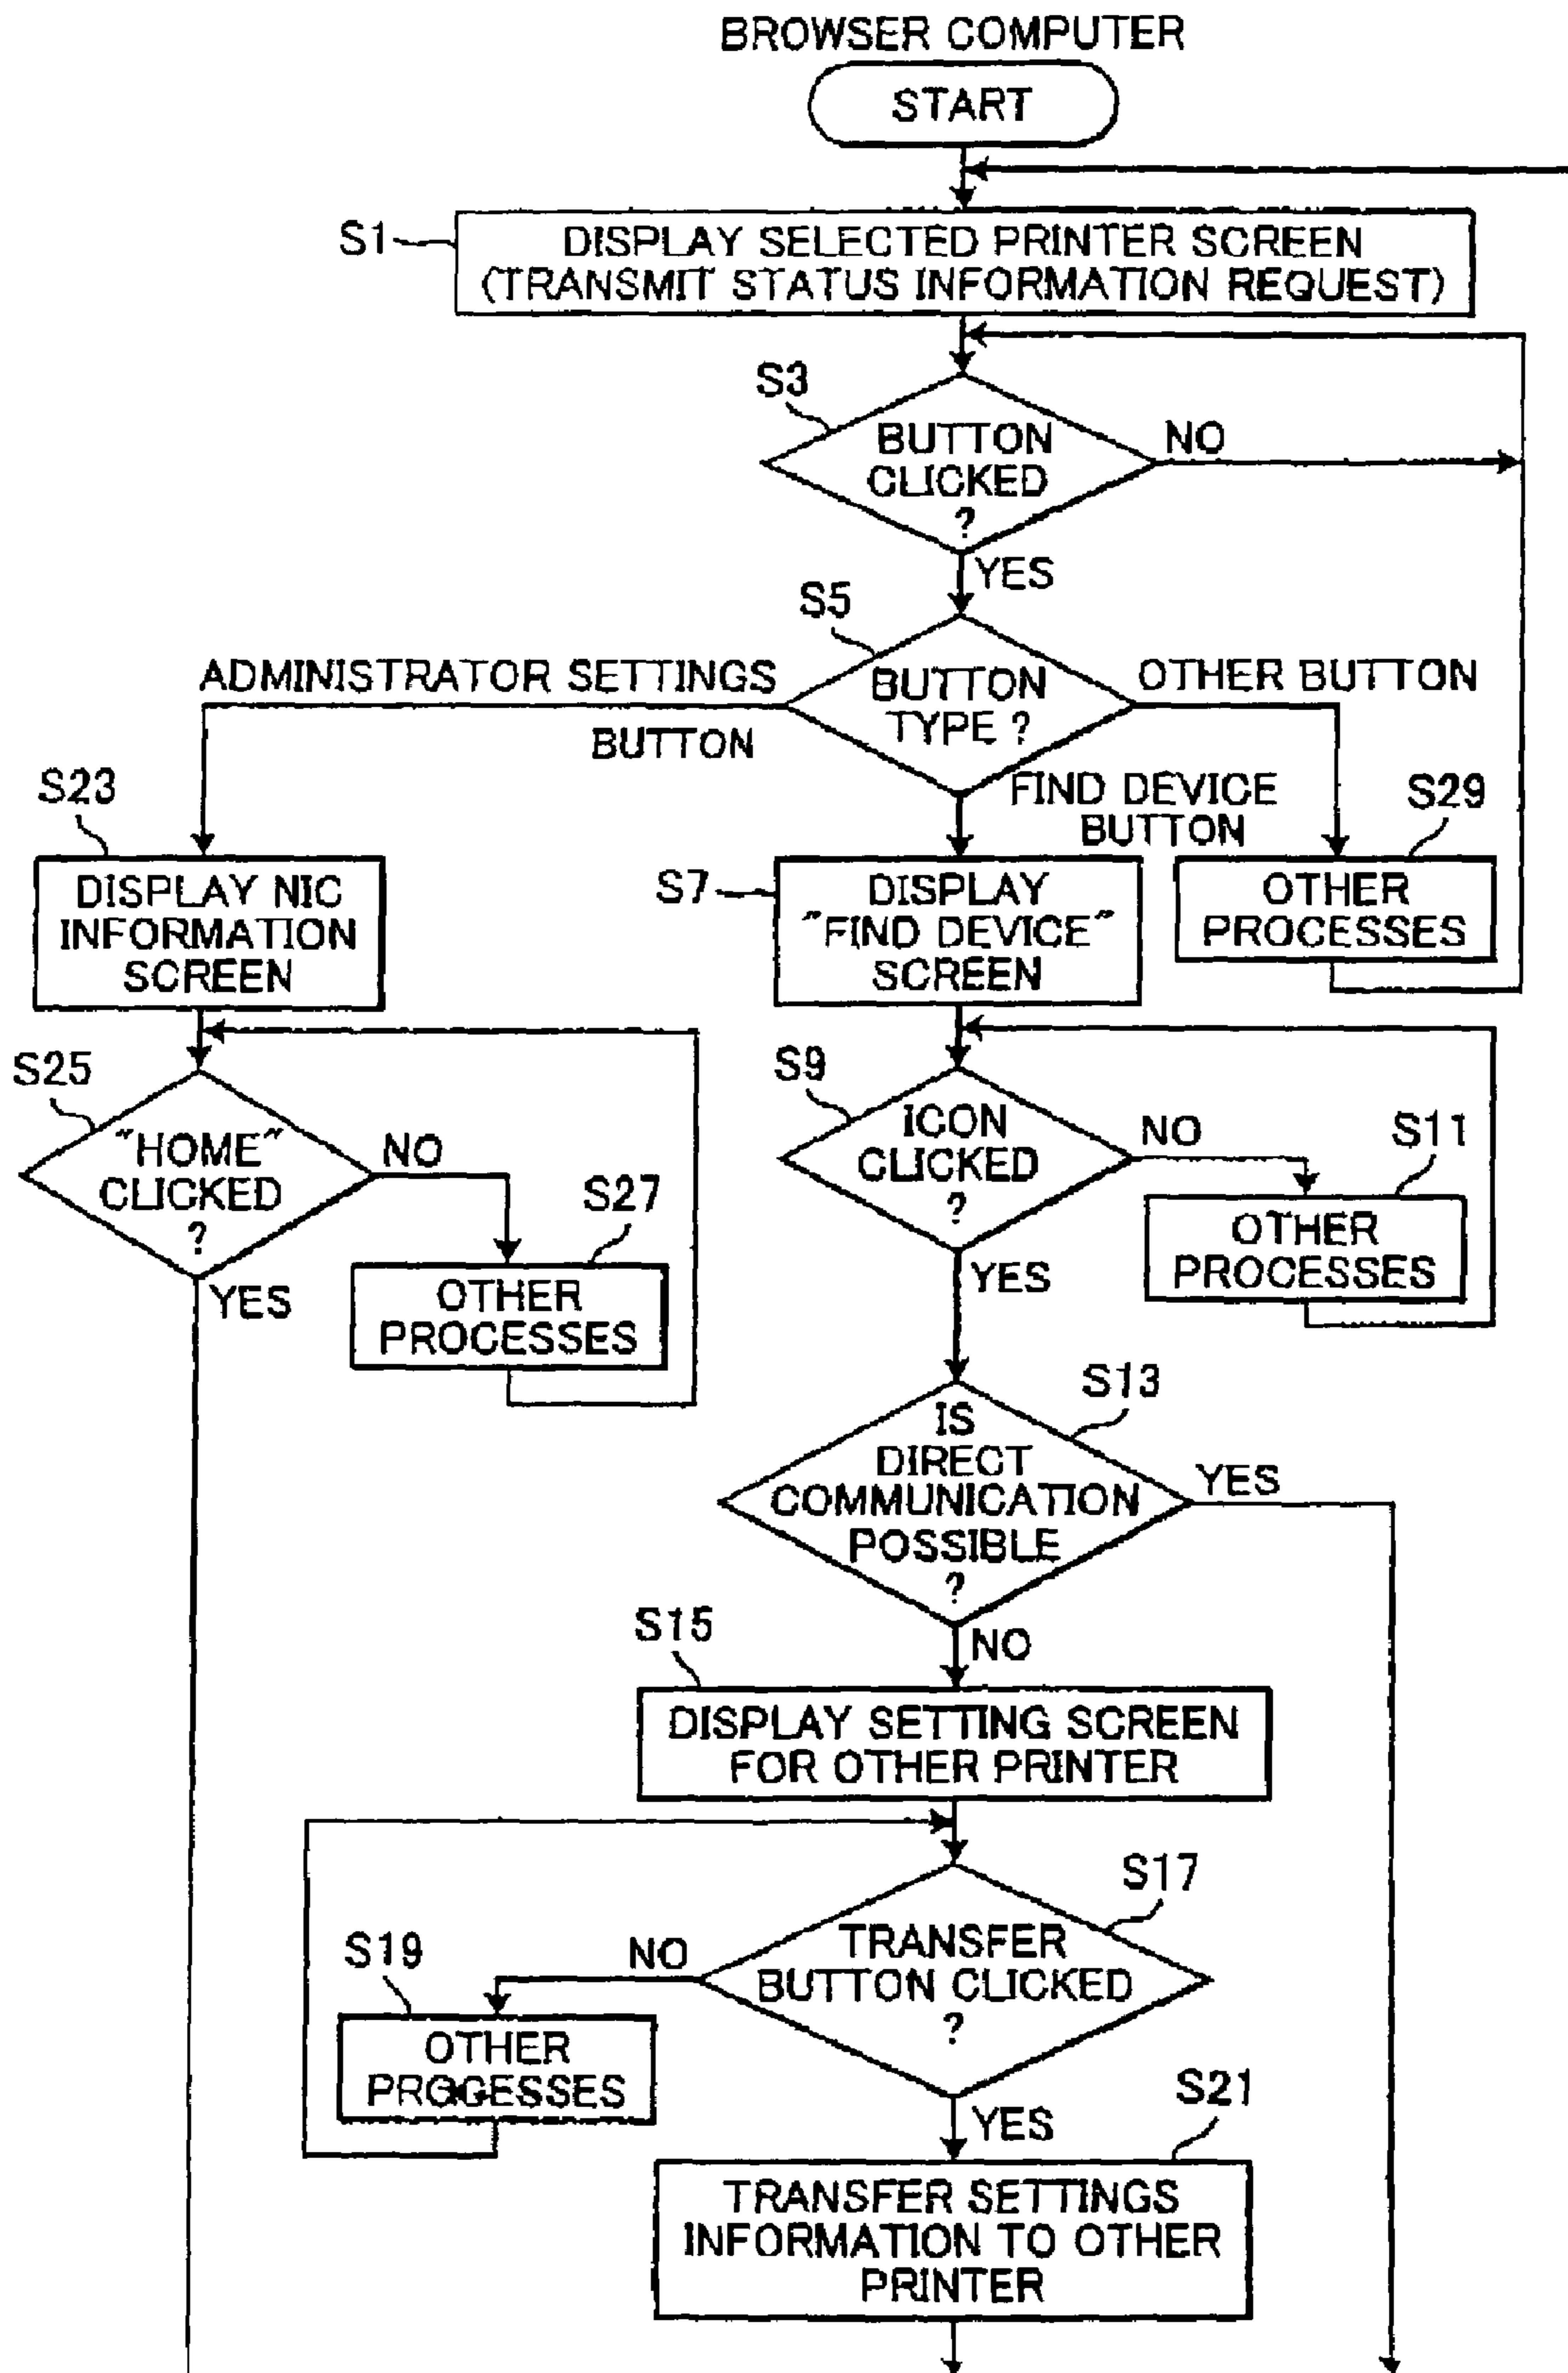 BROWSER COMPUTER
START
S1
DISPLAY SELECTED PRINTER SCREEN
(TRANSMIT STATUS INFORMATION REQUEST)
S3
BUTTON
CLICKED
?
NO
YES
S5
BUTTON
TYPE ?
ADMINISTRATOR SETTINGS
BUTTON
OTHER BUTTON
FIND DEVICE
BUTTON
S23
DISPLAY NIC
INFORMATION
SCREEN
S7
DISPLAY
"FIND DEVICE"
SCREEN
S29
OTHER
PROCESSES
S25
"HOME"
CLICKED
?
NO
YES
S27
OTHER
PROCESSES
S9
ICON
CLICKED
?
NO
YES
S11
OTHER
PROCESSES
S13
IS
DIRECT
COMMUNICATION
POSSIBLE
?
YES
NO
S15
DISPLAY SETTING SCREEN
FOR OTHER PRINTER
S17
TRANSFER
BUTTON CLICKED
?
NO
YES
S19
OTHER
PROCESSES
S21
TRANSFER SETTINGS
INFORMATION TO OTHER
PRINTER